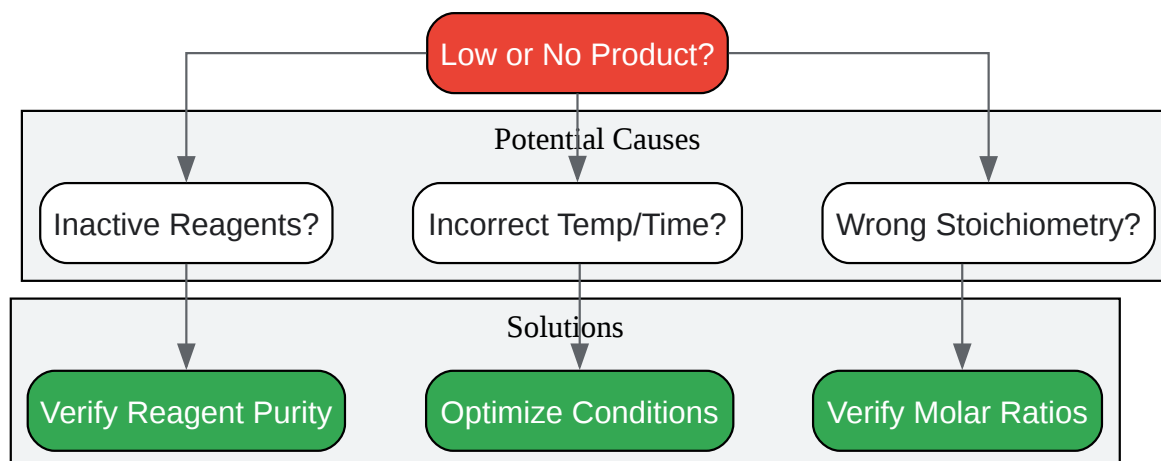 Low or No Product?
Potential Causes
Inactive Reagents?
Incorrect Temp/Time?
Wrong Stoichiometry?
Solutions
Verify Reagent Purity
Optimize Conditions
Verify Molar Ratios